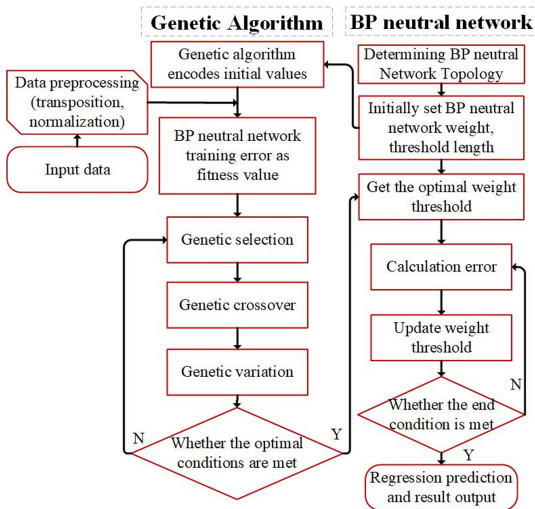 Genetic Algorithm
BP neutral network
Genetic algorithm
encodes initial values
Data preprocessing
(transposition,
normalization)
Input data
BP neutral network
training error as
fitness value
Genetic selection
Genetic crossover
Genetic variation
Whether the optimal
conditions are met
N
Y
Determining BP neutral
Network Topology
Initially set BP neutral
network weight,
threshold length
Get the optimal weight
threshold
Calculation error
Update weight
threshold
Whether the end
condition is met
N
Y
Regression prediction
and result output